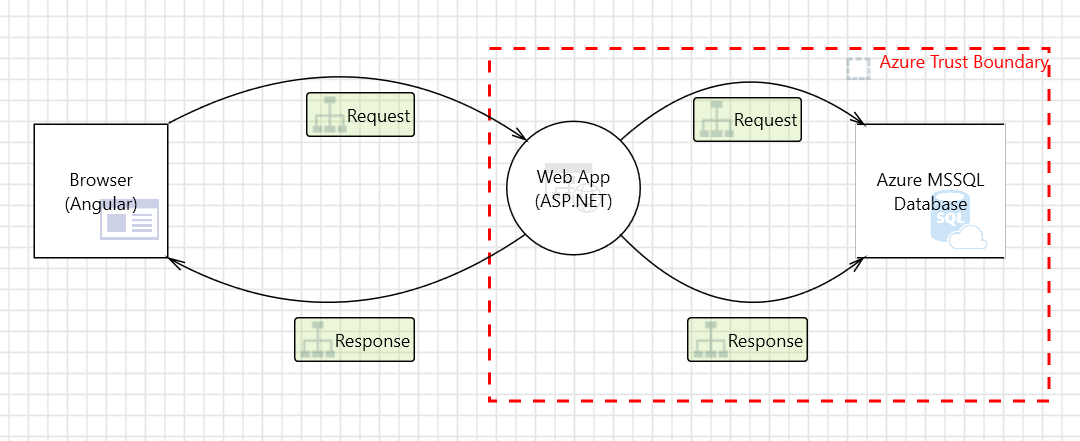 Azure Trust Boundary
Request
Request
Browser
(Angular)
Web App
(ASP.NET)
Azure MSSQL
Database
SQL
Response
Response